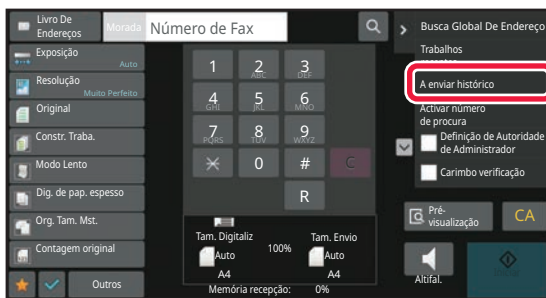 Livro De
Endereços
Morada
Número de Fax
Busca Global De Endereço
Exposição
Auto
Resolução
Muito Perfeito
Original
Constr. Traba.
Modo Lento
Dig. de pap. espesso
Org. Tam. Mst.
Contagem original
Outros
1
2
ABC
3
DEF
4
GHI
5
JKL
6
MNO
7
PQRS
8
TUV
9
WXYZ
0
#
C
R
Tam. Digitaliz
100%
Tam. Envio
Auto
Auto
A4
A4
Memória recepção:
0%
Trabalhos
A enviar histórico
Activar número
de procura
Definição de Autoridade
de Administrador
Carimbo verificação
Pré-
visualização
CA
Altifal.